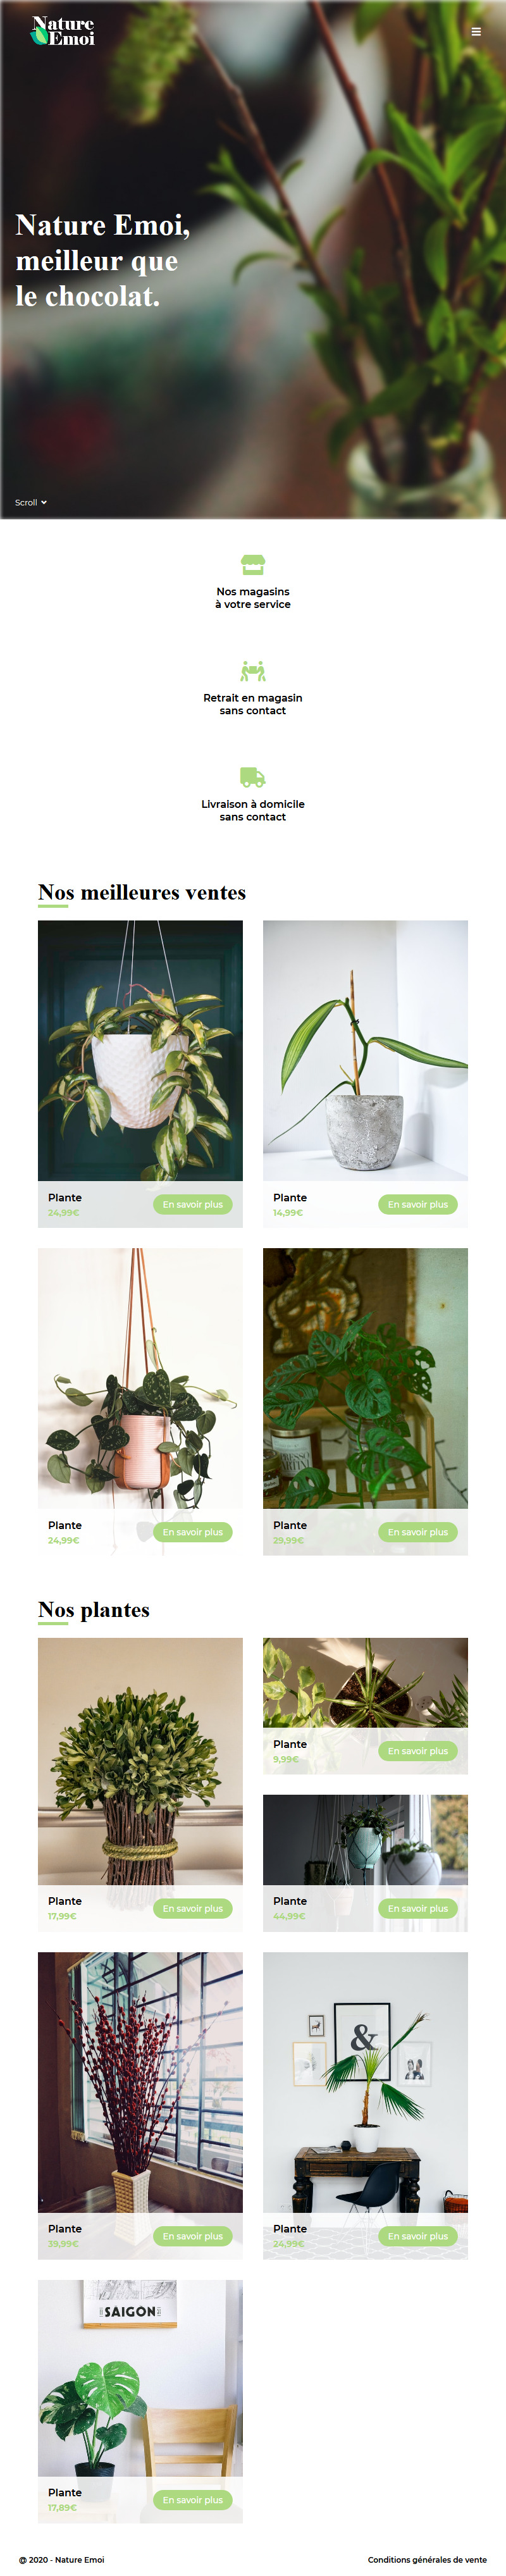 Nature
Emoi
Nature Emoi,
meilleur que
le chocolat.
Scroll
Nos magasins
à votre service
Retrait en magasin
sans contact
Livraison à domicile
sans contact
Nos meilleures ventes
Plante
24,99€
En savoir plus
Plante
14,99€
En savoir plus
Plante
24,99€
En savoir plus
Plante
29,99€
En savoir plus
Nos plantes
Plante
17,99€
En savoir plus
Plante
9,99€
En savoir plus
Plante
44,99€
En savoir plus
Plante
39,99€
En savoir plus
&
Plante
24,99€
En savoir plus
SAIGON
Plante
17,89€
En savoir plus
@ 2020 - Nature Emoi
Conditions générales de vente